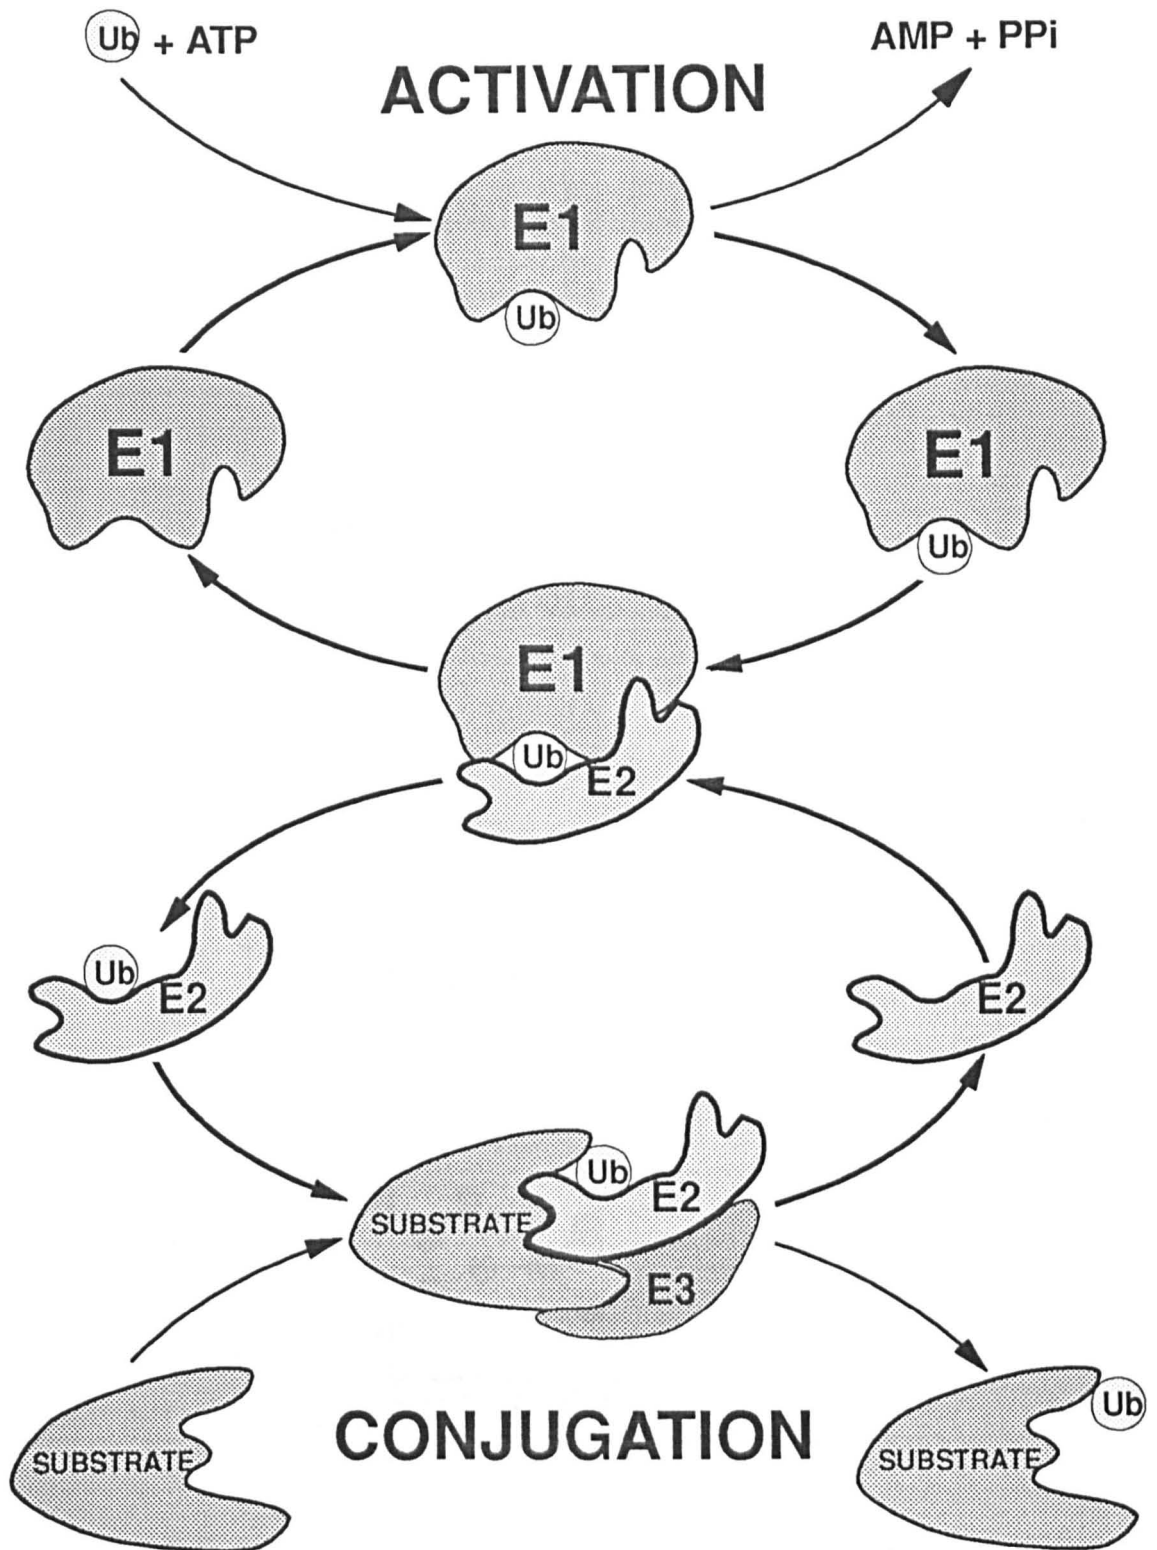 Ub + ATP
AMP + PPi
ACTIVATION
E1
Ub
E1
E1
Ub
E1
Ub
E2
Ub
E2
E2
Ub
E2
SUBSTRATE
E3
CONJUGATION
Ub
SUBSTRATE
SUBSTRATE